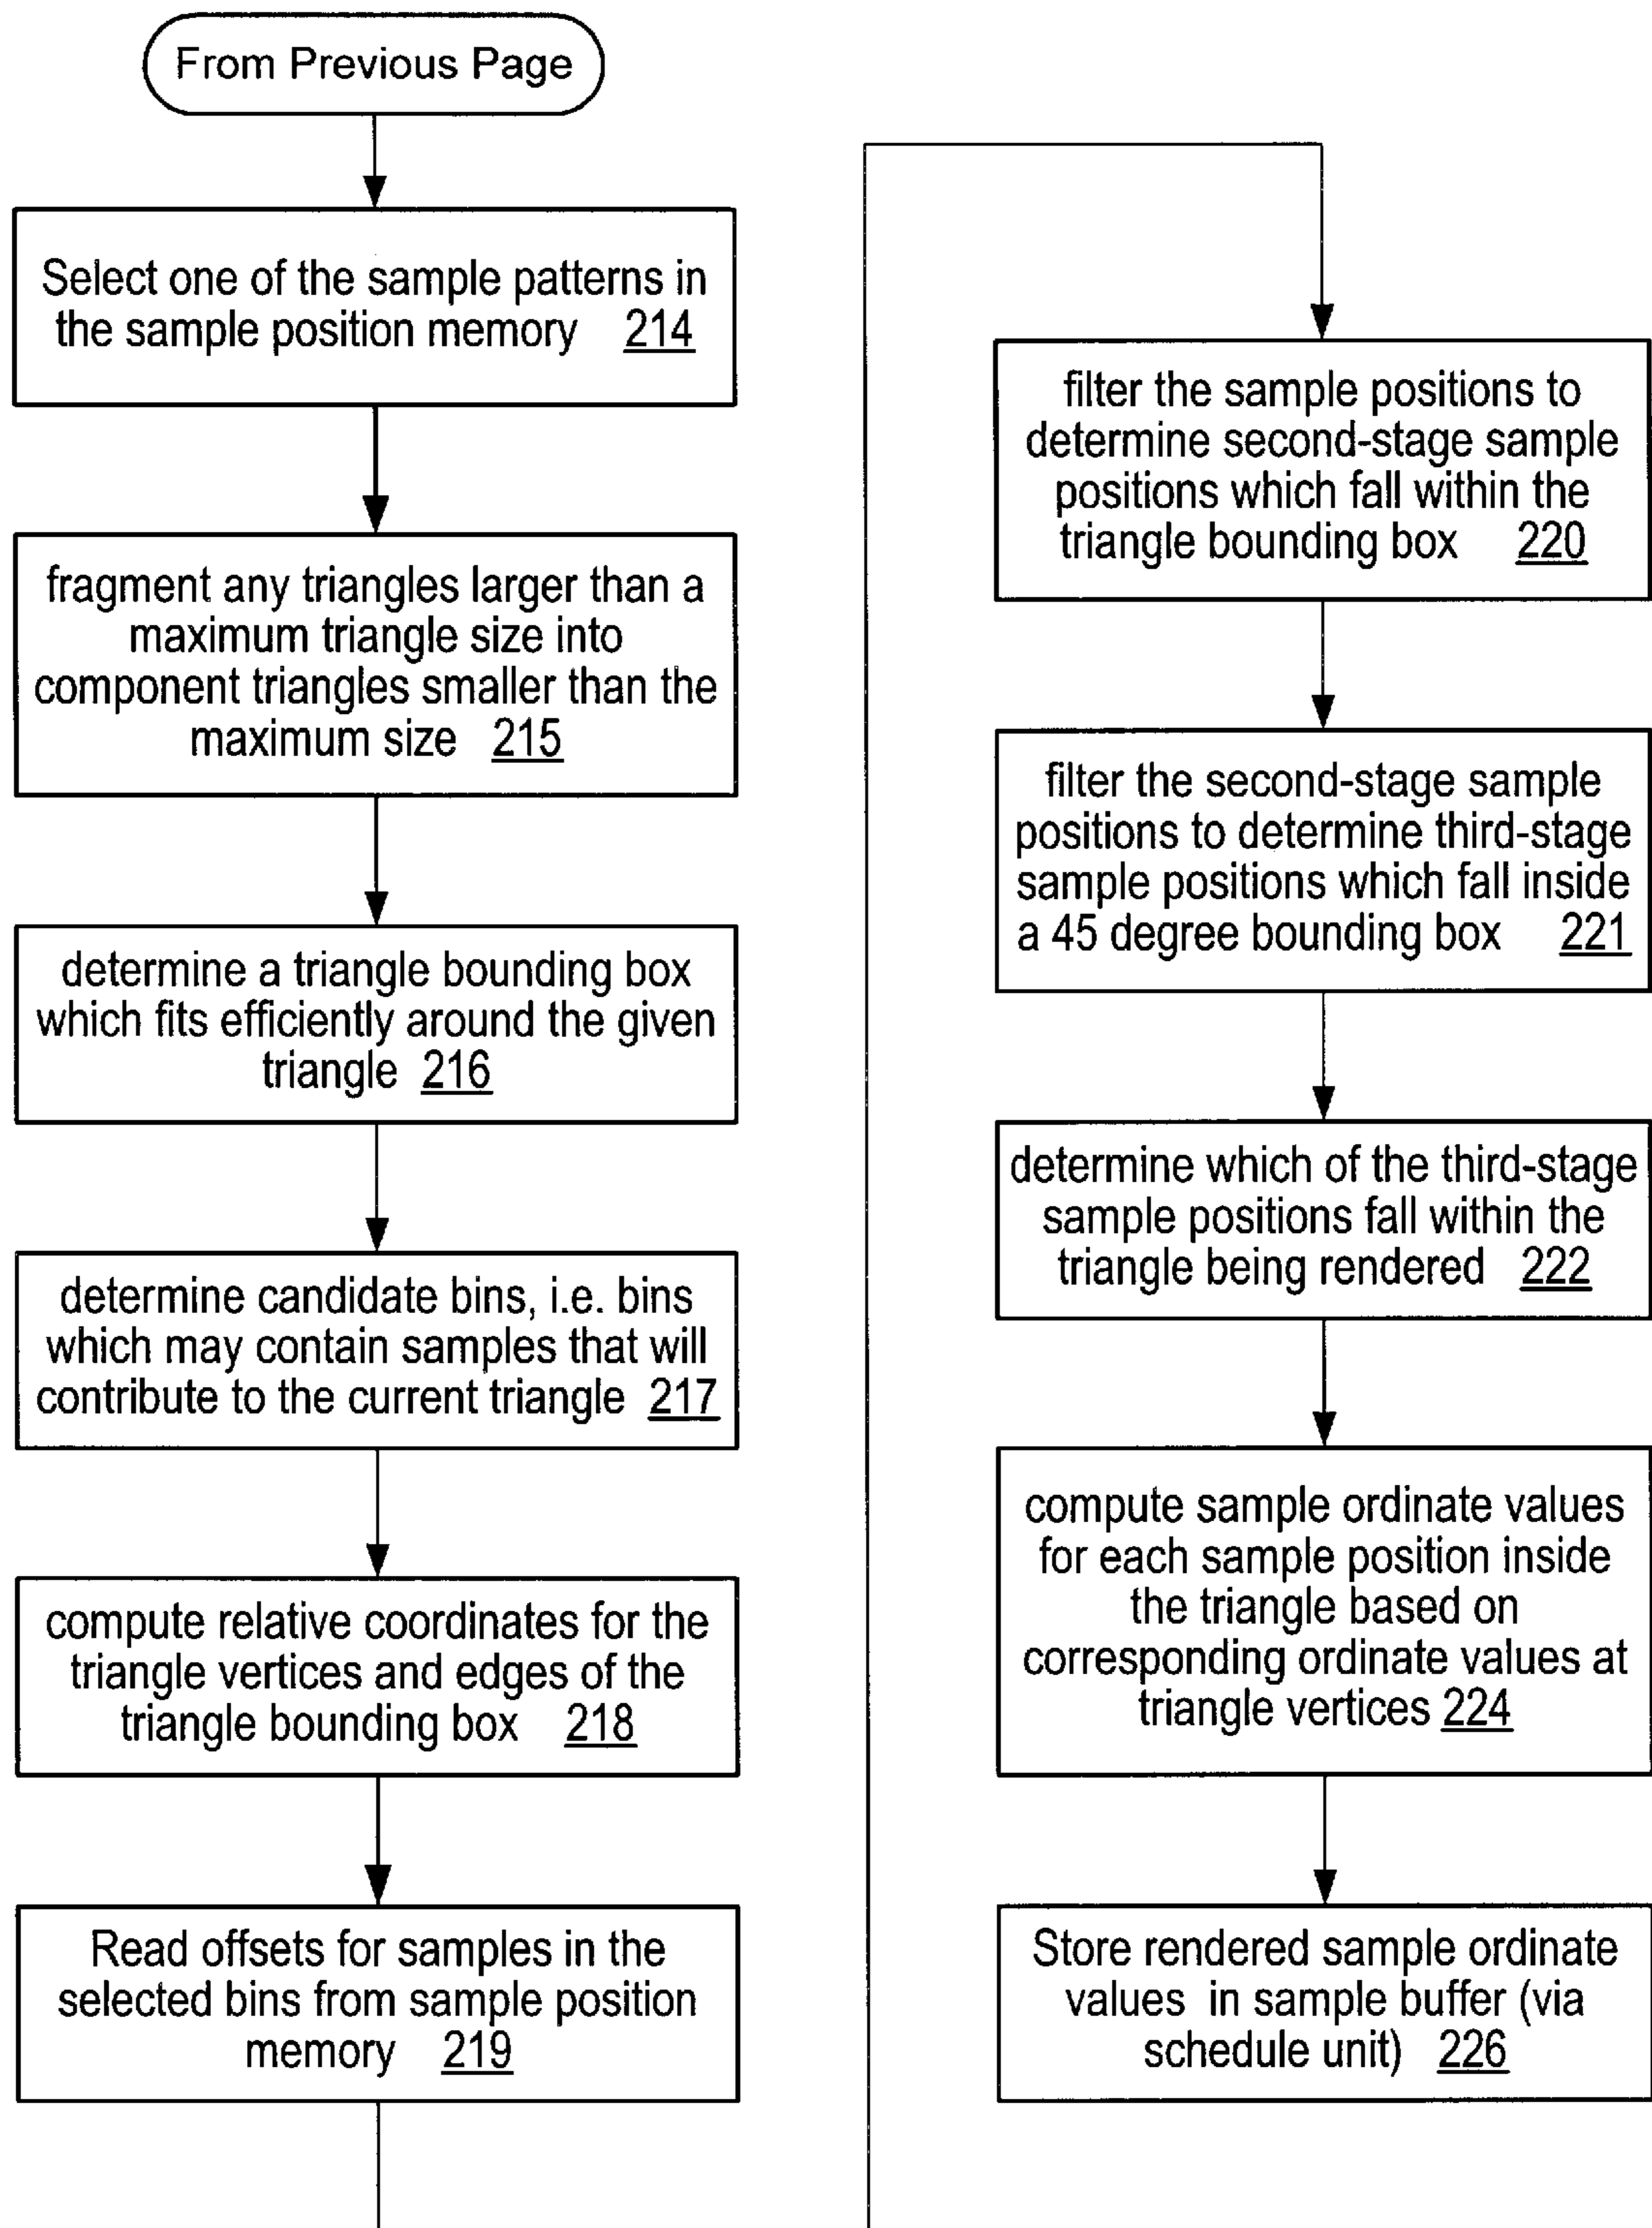 From Previous Page
Select one of the sample patterns in
the sample position memory 214
fragment any triangles larger than a
maximum triangle size into
component triangles smaller than the
maximum size 215
determine a triangle bounding box
which fits efficiently around the given
triangle 216
determine candidate bins, i.e. bins
which may contain samples that will
contribute to the current triangle 217
compute relative coordinates for the
triangle vertices and edges of the
triangle bounding box 218
Read offsets for samples in the
selected bins from sample position
memory 219
filter the sample positions to
determine second-stage sample
positions which fall within the
triangle bounding box 220
filter the second-stage sample
positions to determine third-stage
sample positions which fall inside
a 45 degree bounding box 221
determine which of the third-stage
sample positions fall within the
triangle being rendered 222
compute sample ordinate values
for each sample position inside
the triangle based on
corresponding ordinate values at
triangle vertices 224
Store rendered sample ordinate
values in sample buffer (via
schedule unit) 226